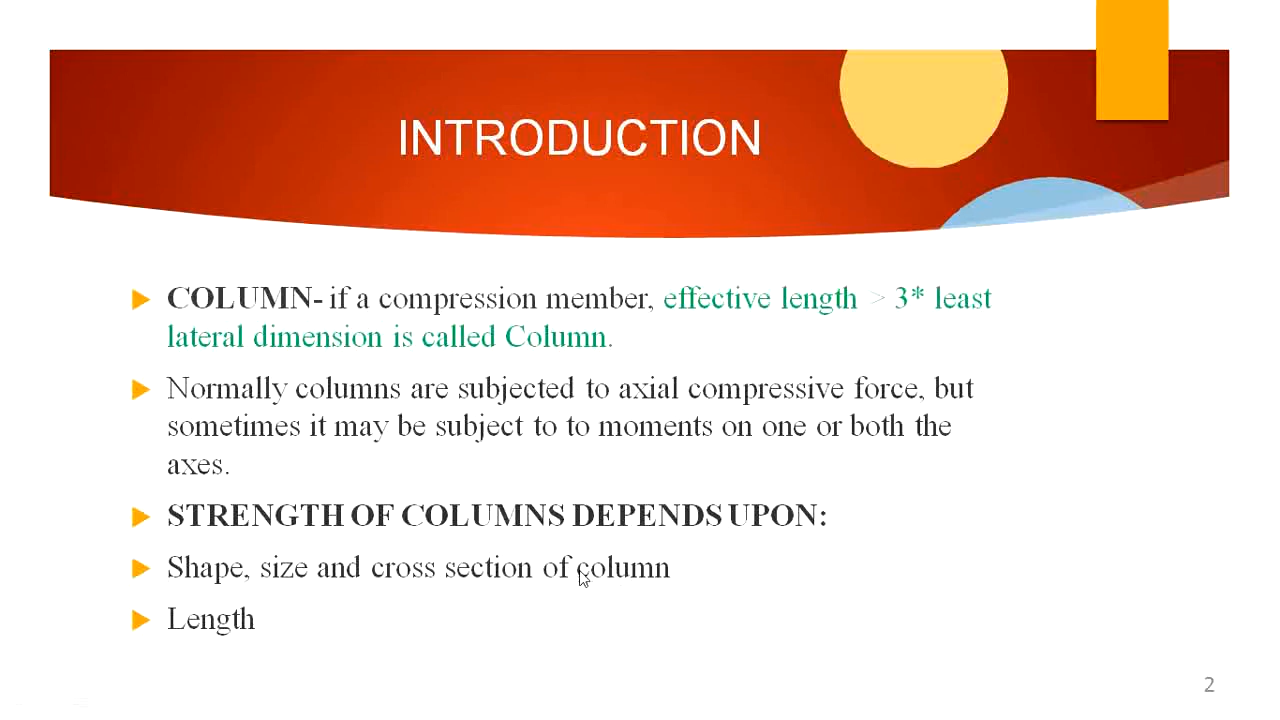 INTRODUCTION
COLUMN- if a compression member, effective length > 3* least
lateral dimension is called Column.
Normally columns are subjected to axial compressive force, but
sometimes it may be subject to to moments on one or both the
axes.
STRENGTH OF COLUMNS DEPENDS UPON:
Shape, size and cross section of column
Length
2